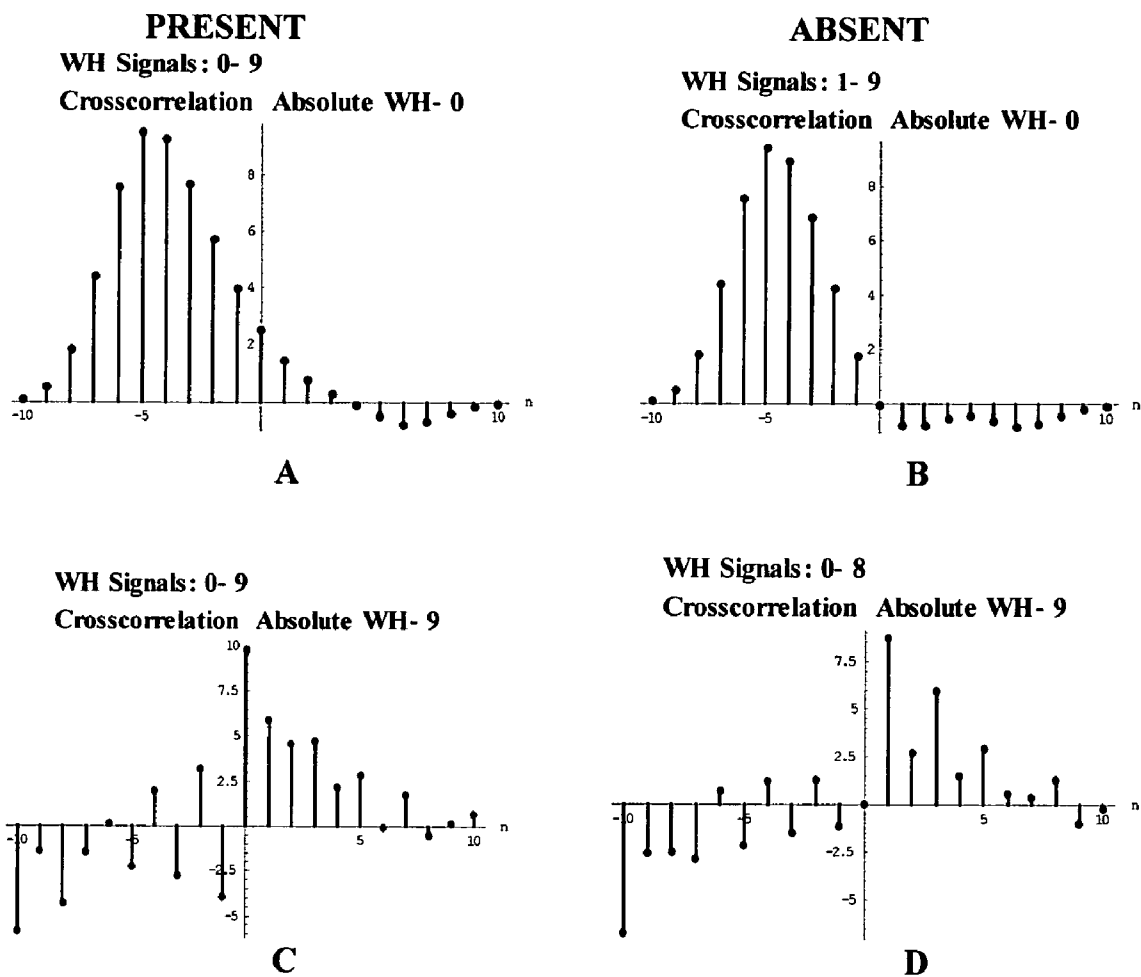 PRESENT
WH Signals: 0- 9
Crosscorrelation Absolute WH- 0
8
6
4
2
-10
-5
5
10
n
A
ABSENT
WH Signals: 1- 9
Crosscorrelation Absolute WH- 0
8
6
4
2
-10
-5
5
10
n
B
WH Signals: 0- 9
Crosscorrelation Absolute WH- 9
10
7.5
5
2.5
-10
-5
5
10
n
-2.5
-5
C
WH Signals: 0- 8
Crosscorrelation Absolute WH- 9
7.5
5
2.5
-10
-5
5
10
n
-2.5
-5
D